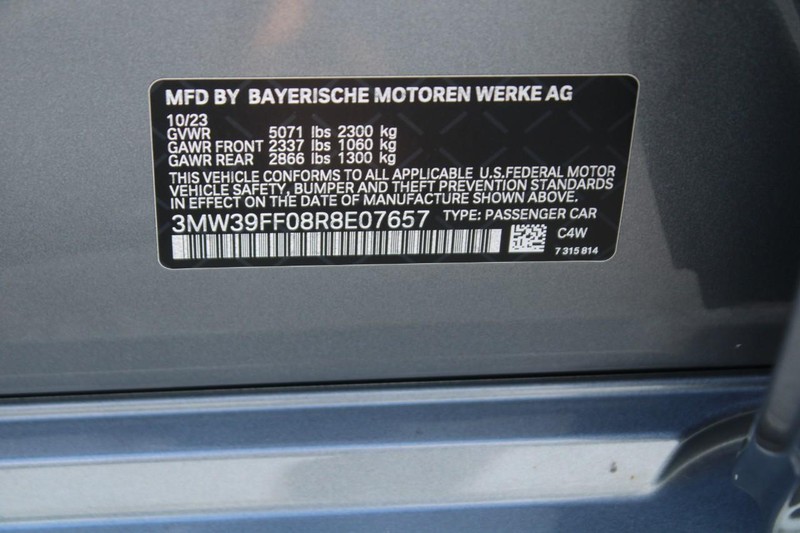 MFD BY BAYERISCHE MOTOREN WERKE AG
10/23
GVWR 5071 lbs 2300 kg
GAWR FRONT 2337 lbs 1060 kg
GAWR REAR 2866 lbs 1300 kg
THIS VEHICLE CONFORMS TO ALL APPLICABLE U.S.FEDERAL MOTOR
VEHICLE SAFETY, BUMPER AND THEFT PREVENTION STANDARDS
IN EFFECT ON THE DATE OF MANUFACTURE SHOWN ABOVE.
3MW39FF08R8E07657 TYPE: PASSENGER CAR
C4W
7 315 814